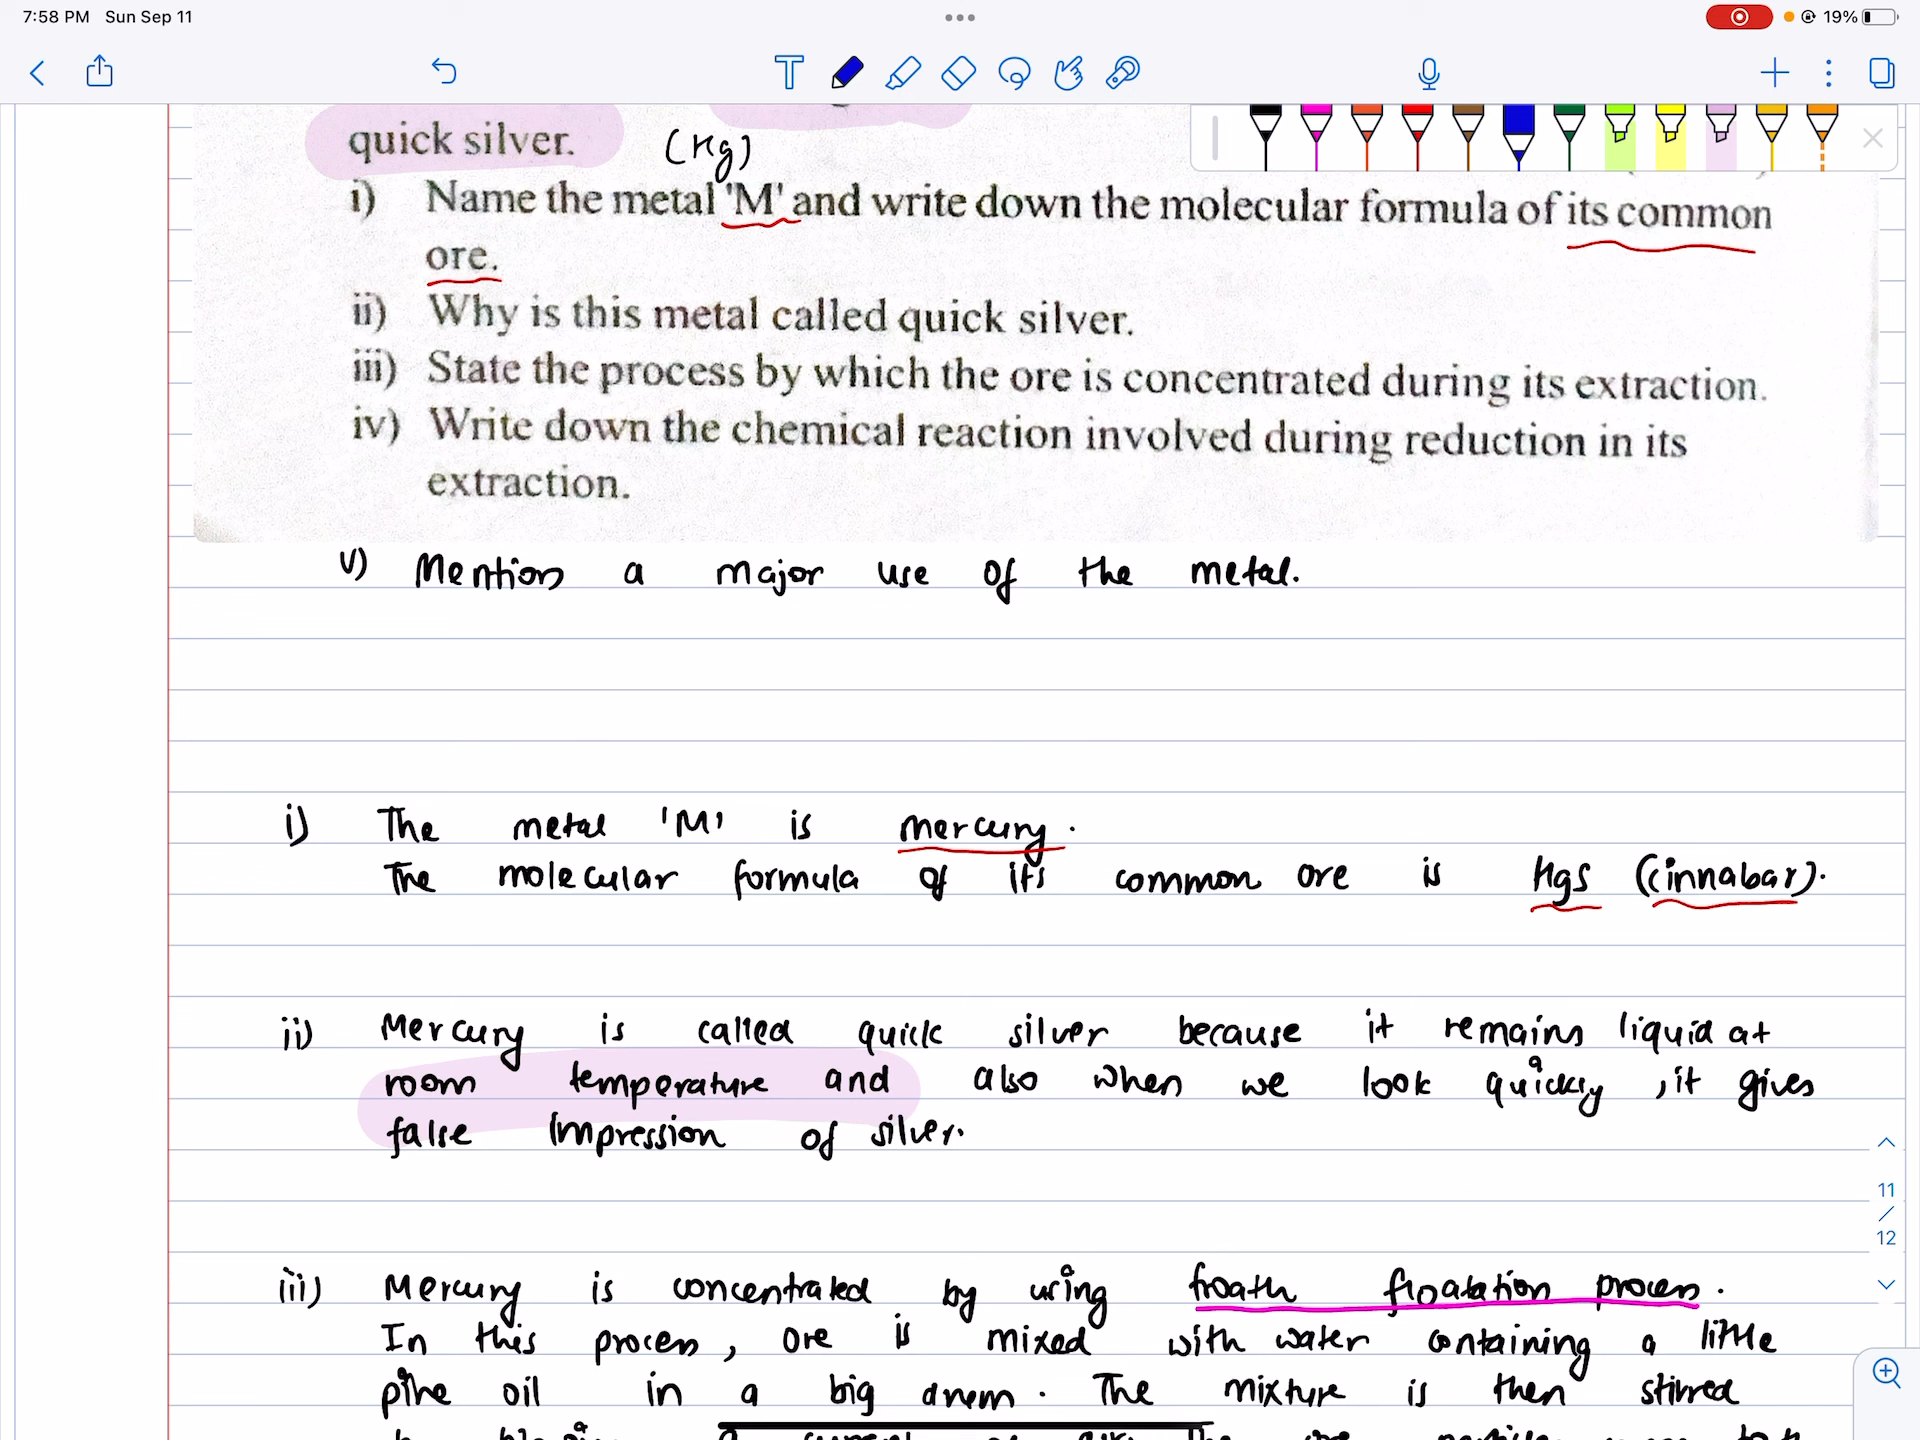 7:58 PM Sun Sep 11
19%
quick silver. (Hg)
i) Name the metal 'M' and write down the molecular formula of its common
ore.
ii) Why is this metal called quick silver.
iii) State the process by which the ore is concentrated during its extraction.
iv) Write down the chemical reaction involved during reduction in its
extraction.
v) Mention a major use of the metal.
i) The metal 'M' is mercury.
The molecular formula of its common ore is HgS (cinnabar).
ii) Mercury is called quick silver because it remains liquid at
room temperature and also when we look quickly, it gives
false impression of silver.
11
/
12
iii) Mercury is concentrated by using froath floatation process.
In this process, ore is mixed with water containing a little
pine oil in a big drum. The mixture is then stirred